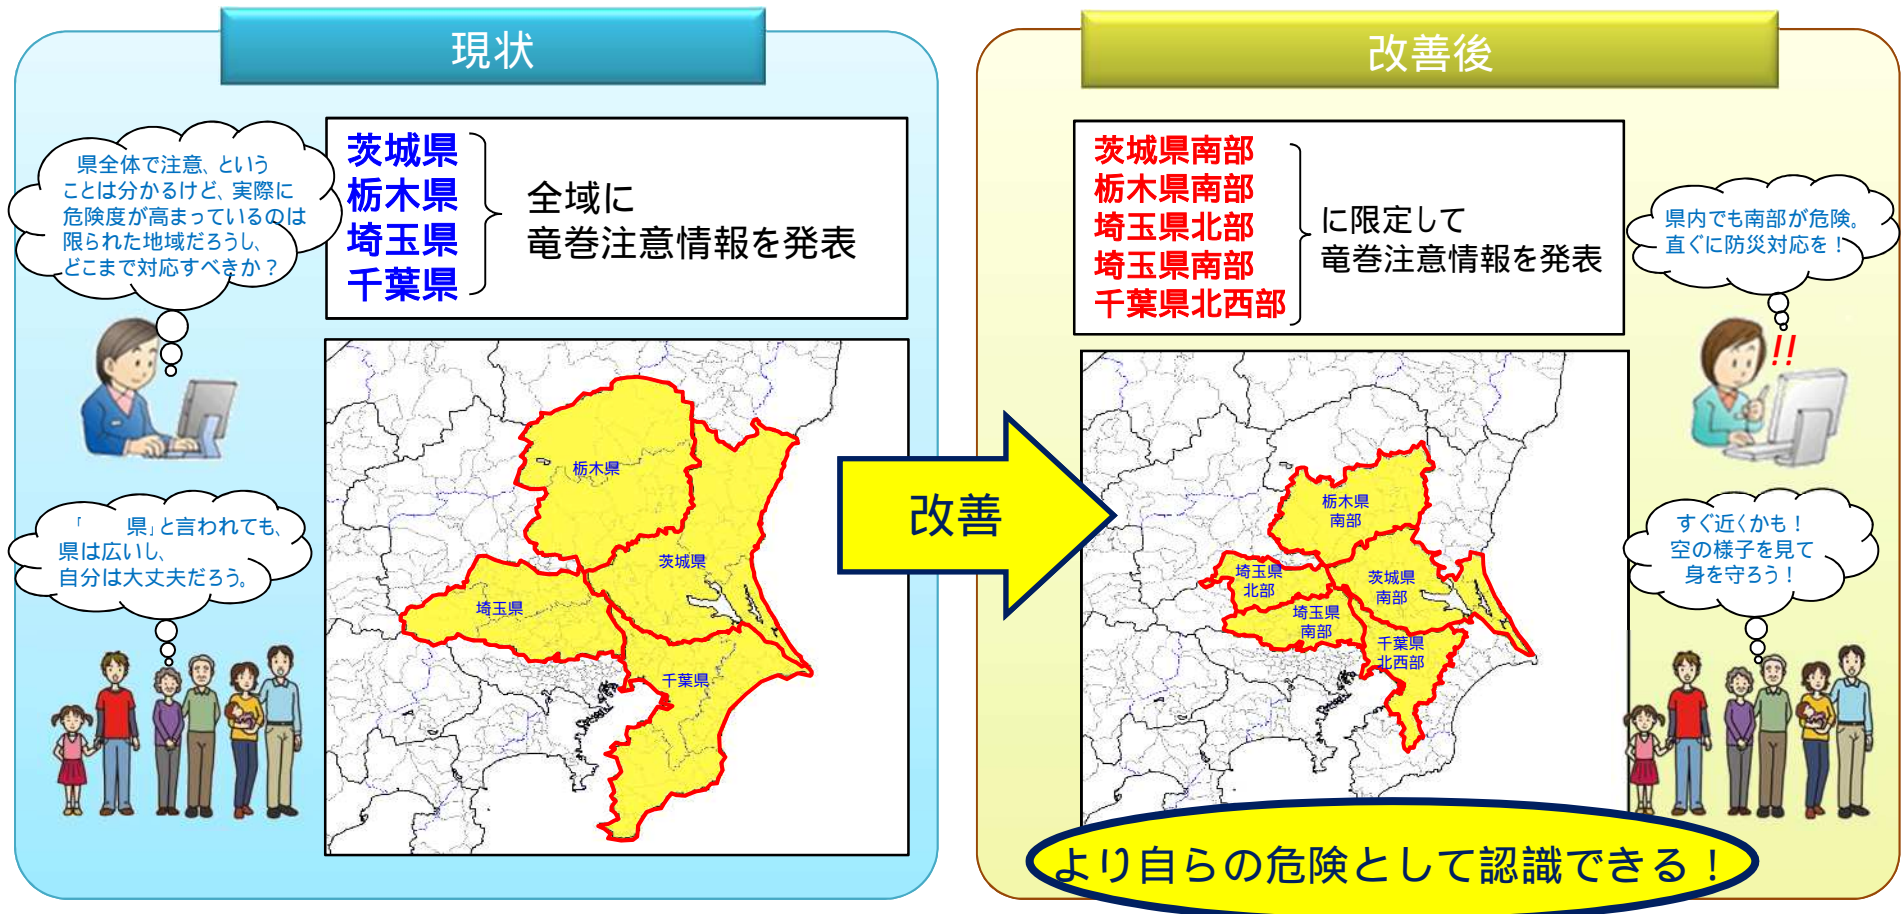 現状
県全体で注意、という
ことは分かるけど、実際に
危険度が高まっているのは
限られた地域だろうし、
どこまで対応すべきか？
茨城県
栃木県
埼玉県
千葉県
全域に
竜巻注意情報を発表
「　　県」と言われても、
県は広いし、
自分は大丈夫だろう。
栃木県
茨城県
埼玉県
千葉県
改善
改善後
茨城県南部
栃木県南部
埼玉県北部
埼玉県南部
千葉県北西部
に限定して
竜巻注意情報を発表
県内でも南部が危険。
直ぐに防災対応を！
!!
すぐ近くかも！
空の様子を見て
身を守ろう！
栃木県
南部
埼玉県
北部
茨城県
南部
埼玉県
南部
千葉県
北西部
より自らの危険として認識できる！